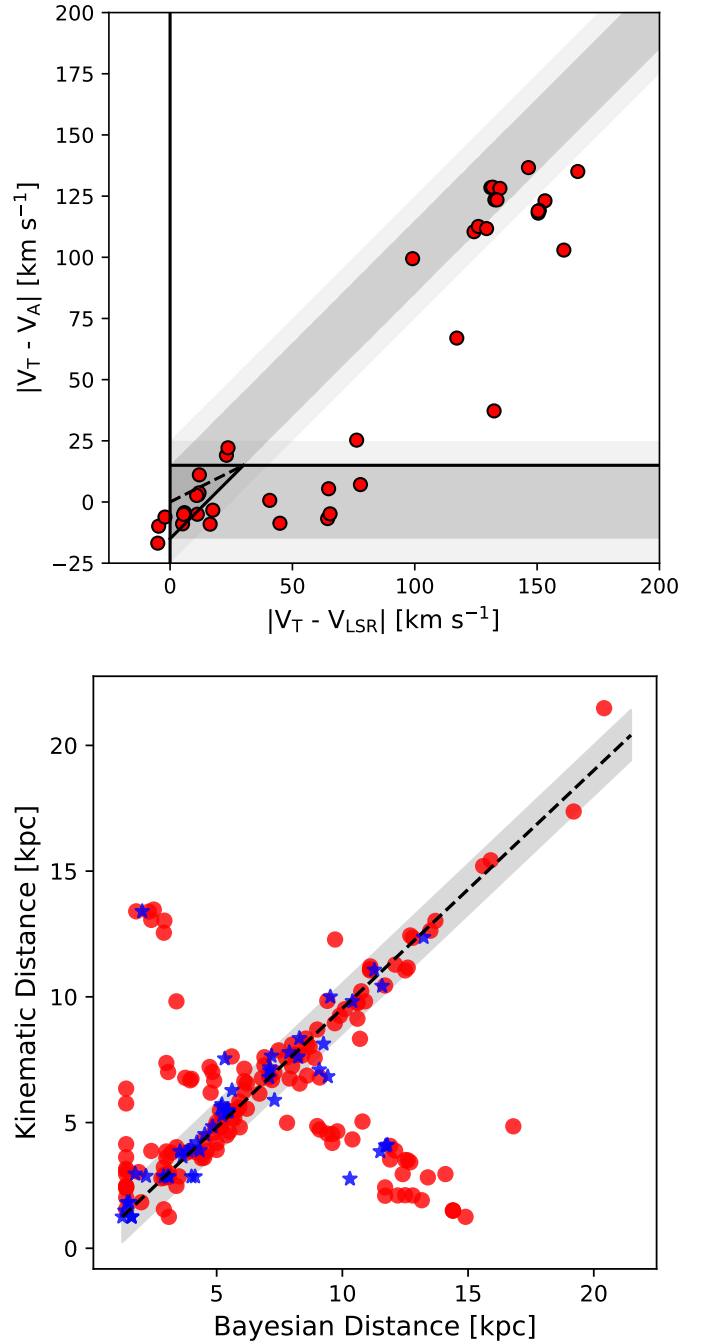 200
175
150
125
100
75
50
25
0
−25
|V_T - V_A| [km s⁻¹]
0 50 100 150 200
|V_T - V_LSR| [km s⁻¹]
20
15
10
5
0
Kinematic Distance [kpc]
5 10 15 20
Bayesian Distance [kpc]